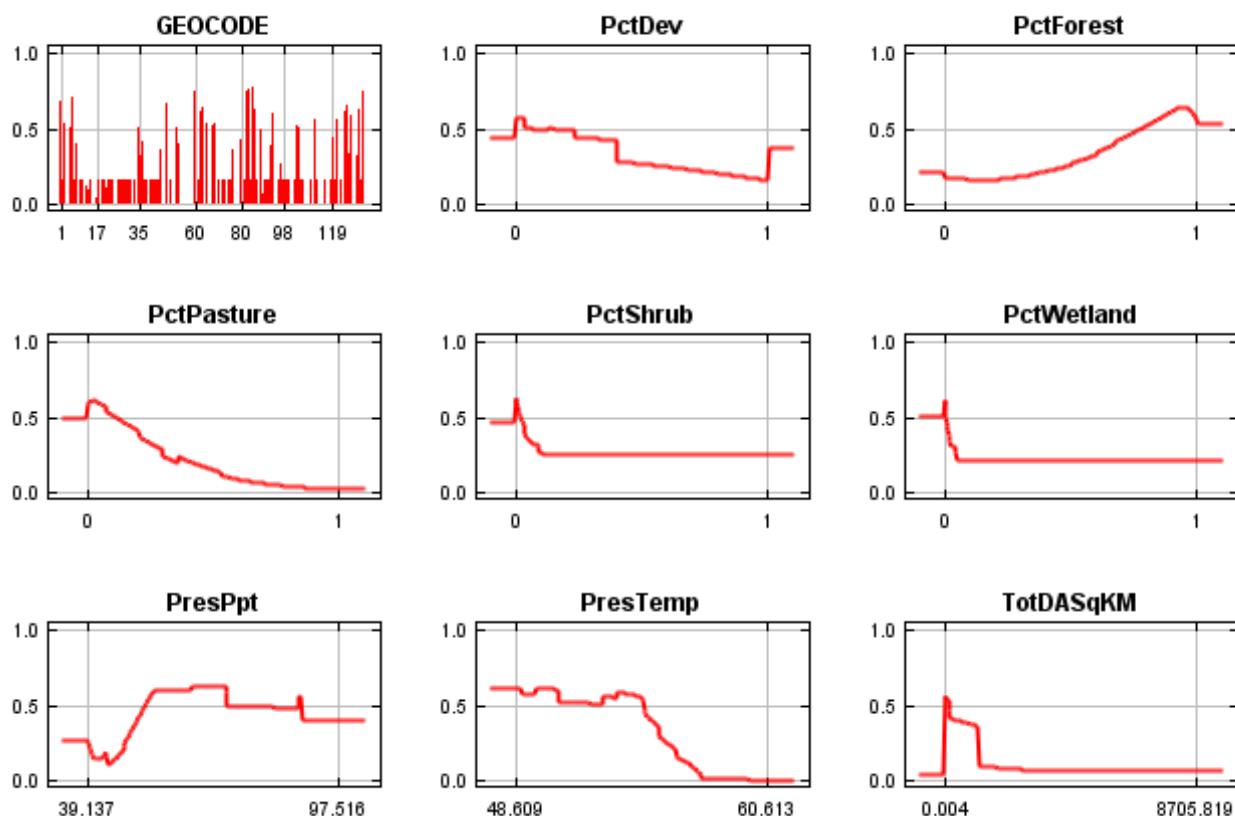 GEOCODE PctDev PctForest
1.0 1.0 1.0
0.5 0.5 0.5
0.0 0.0 0.0
1 17 35 60 80 98 119 0 1 0 1
PctPasture PctShrub PctWetland
1.0 1.0 1.0
0.5 0.5 0.5
0.0 0.0 0.0
0 1 0 1 0 1
PresPpt PresTemp TotDASqKM
1.0 1.0 1.0
0.5 0.5 0.5
0.0 0.0 0.0
39.137 97.516 48.609 60.613 0.004 8705.819